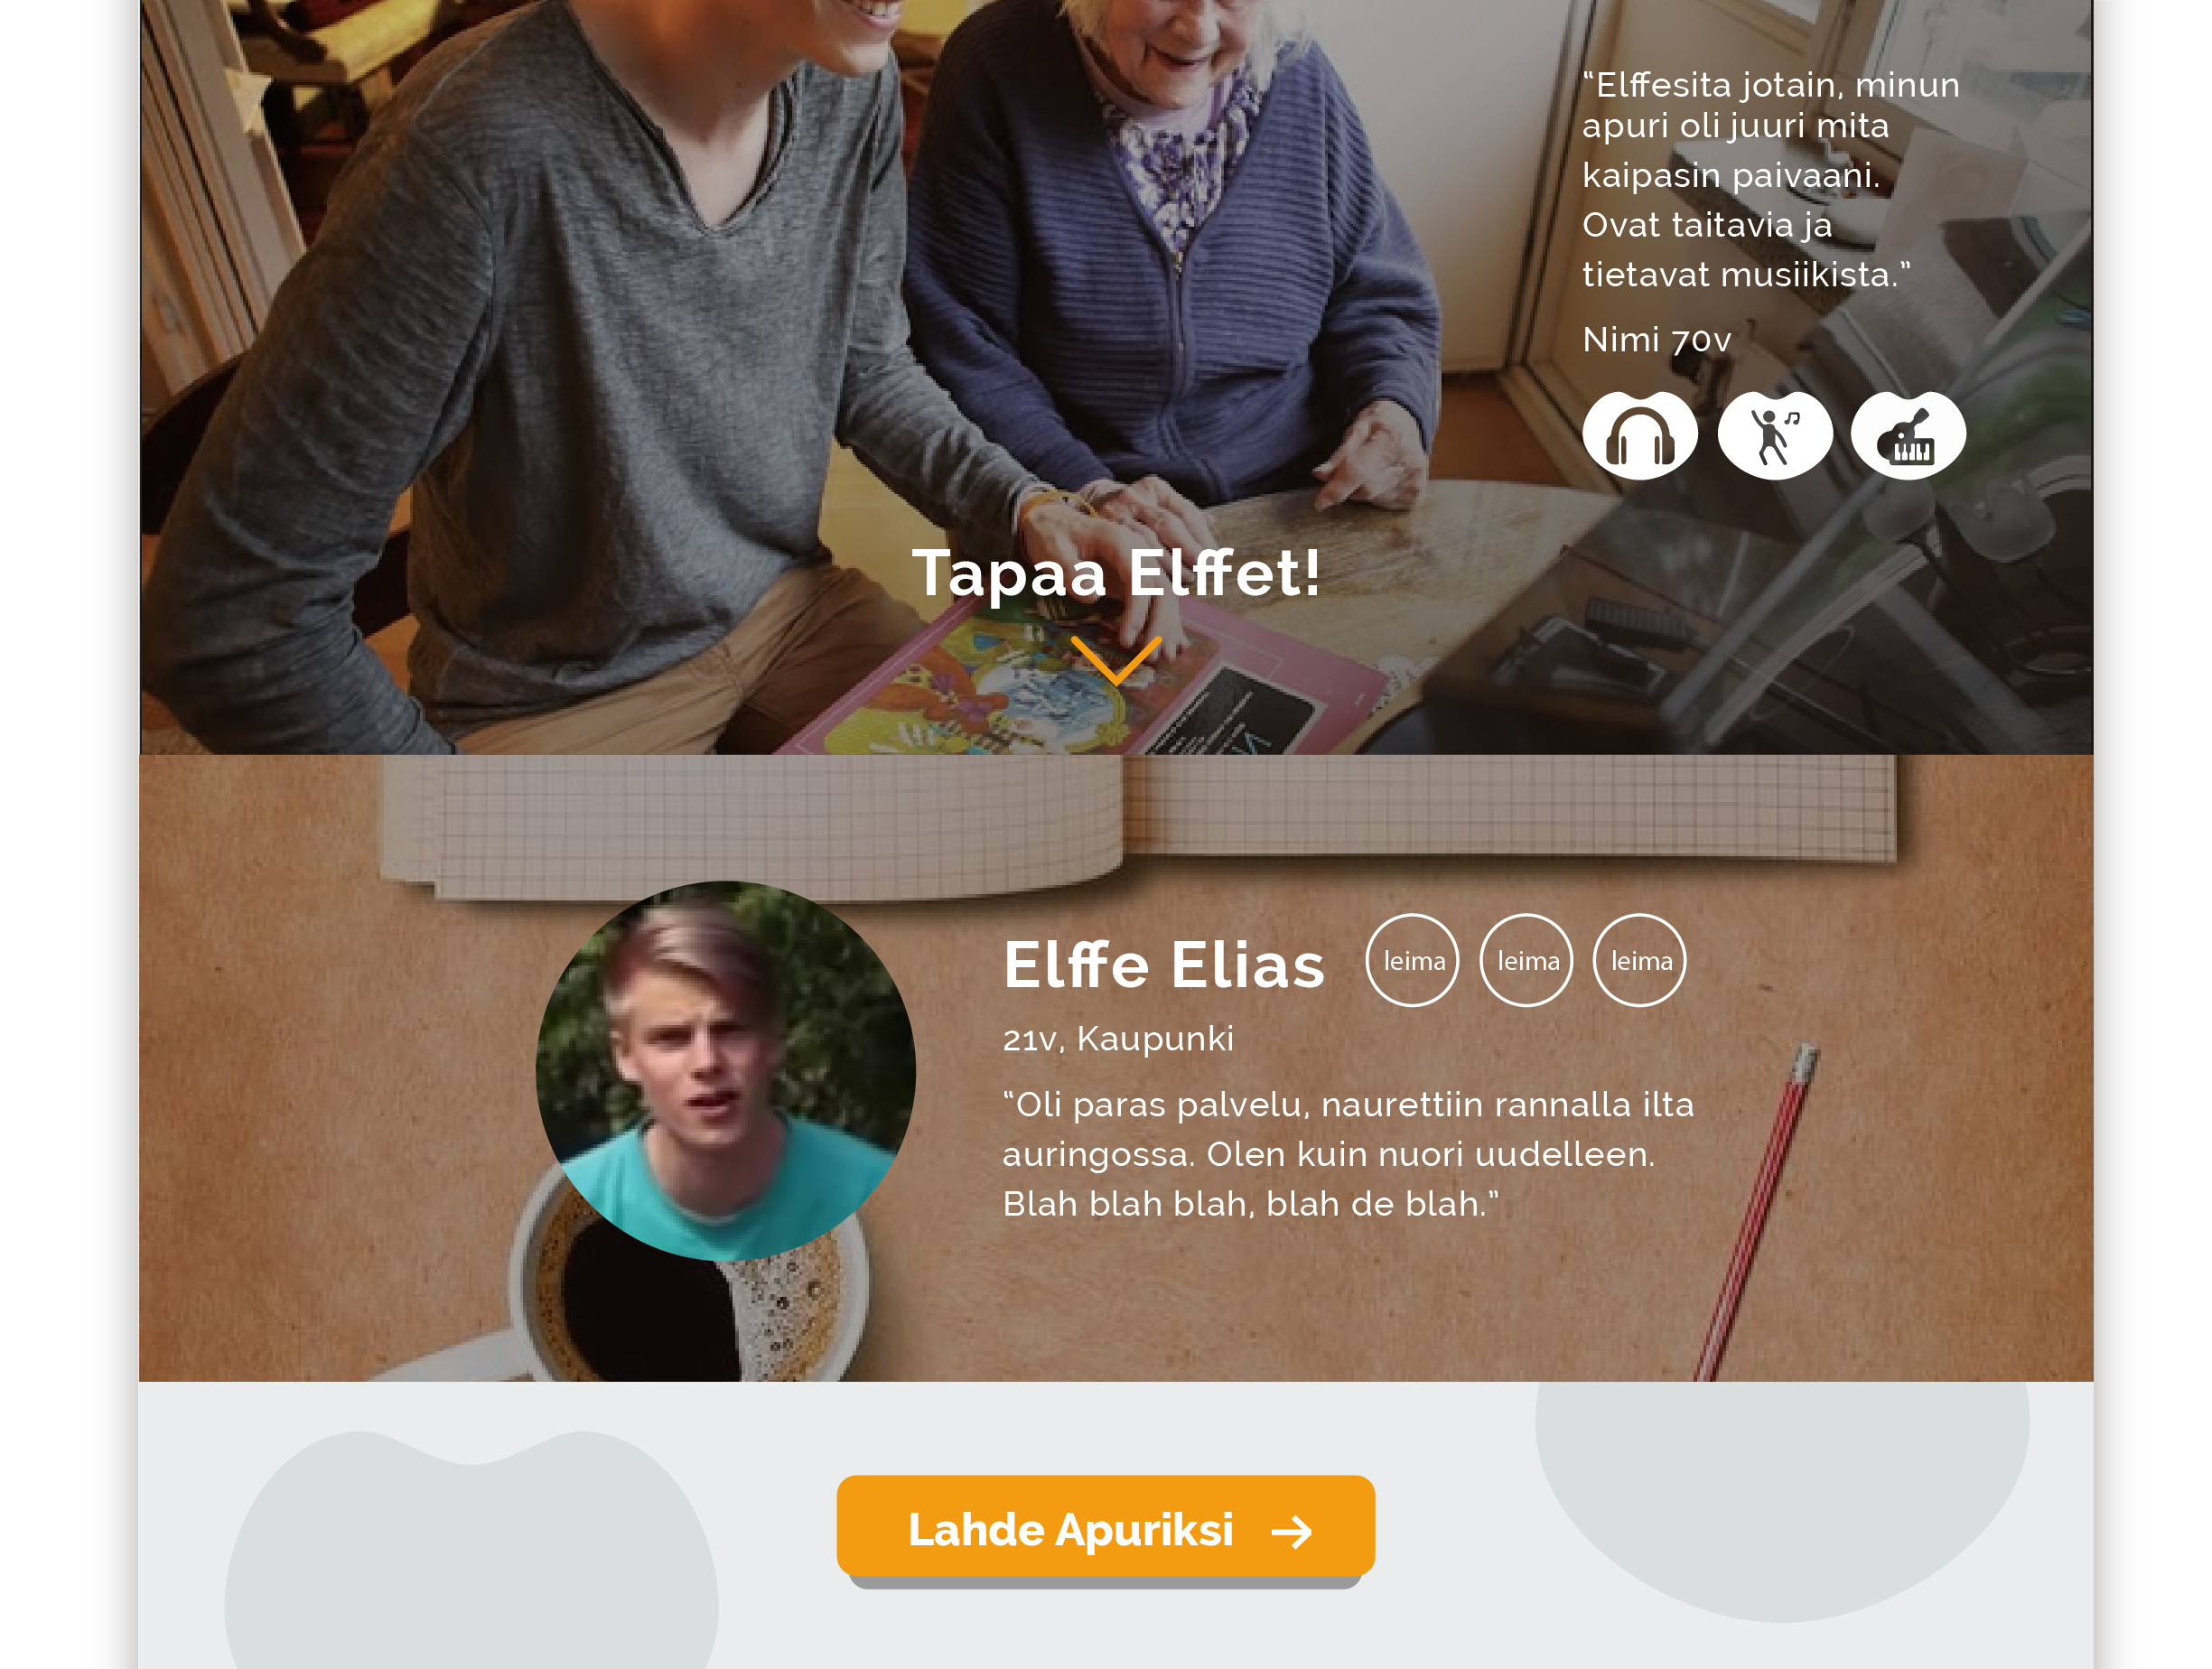 “Elffesita jotain, minun
apuri oli juuri mita
kaipasin paivaani.
Ovat taitavia ja
tietavat musiikista.”
Nimi 70v
Tapaa Elffet!
Elffe Elias
leima leima leima
21v, Kaupunki
“Oli paras palvelu, naurettiin rannalla ilta
auringossa. Olen kuin nuori uudelleen.
Blah blah blah, blah de blah.”
Lahde Apuriksi →